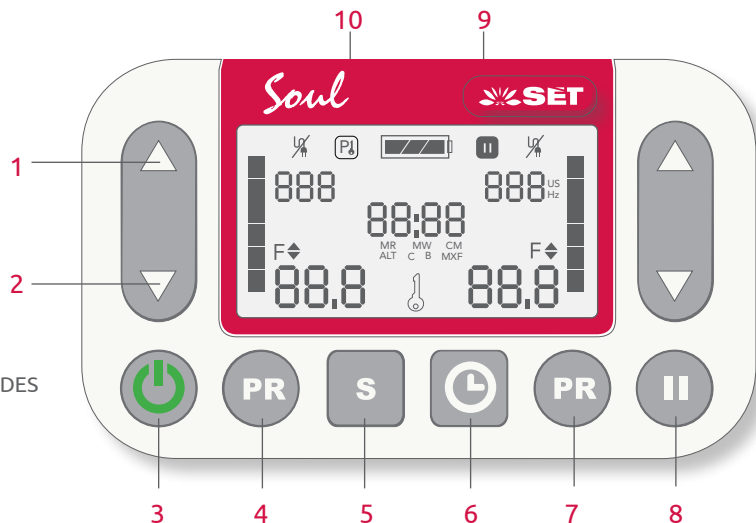 10 9
Soul SET
P
1
888 888 US
Hz
88:88
MR MW CM
ALT C B MXF
F F
2
88.8 88.8
DES
PR S PR
3 4 5 6 7 8